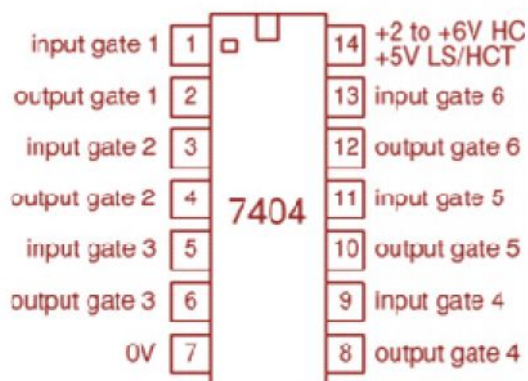 input gate 1 1
output gate 1 2
input gate 2 3
output gate 2 4
input gate 3 5
output gate 3 6
0V 7
7404
14 +2 to +6V HC
+5V LS/HCT
13 input gate 6
12 output gate 6
11 input gate 5
10 output gate 5
9 input gate 4
8 output gate 4